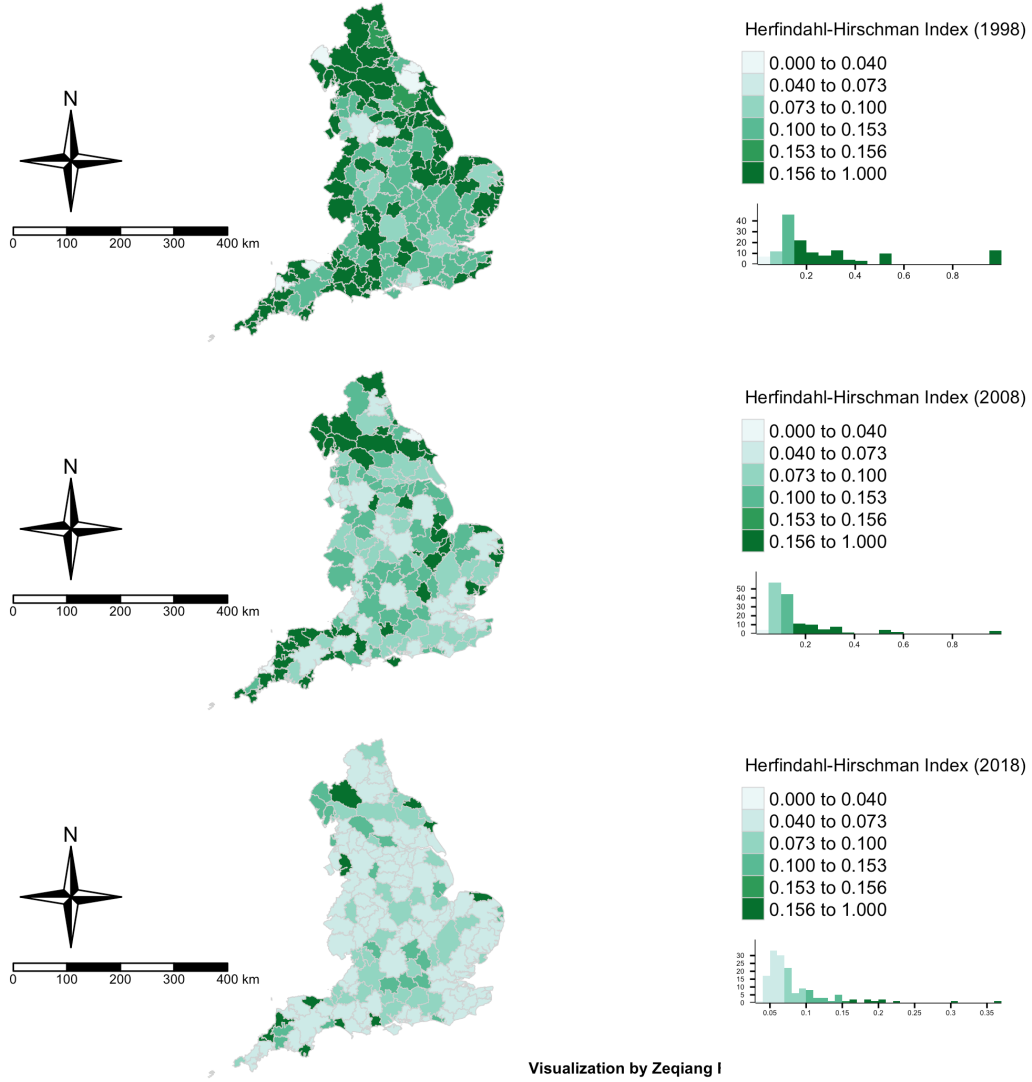 Herfindahl-Hirschman Index (1998)
0.000 to 0.040
0.040 to 0.073
0.073 to 0.100
0.100 to 0.153
0.153 to 0.156
0.156 to 1.000
N
0 100 200 300 400 km
40
30
20
10
0
0.2 0.4 0.6 0.8
Herfindahl-Hirschman Index (2008)
0.000 to 0.040
0.040 to 0.073
0.073 to 0.100
0.100 to 0.153
0.153 to 0.156
0.156 to 1.000
N
0 100 200 300 400 km
50
40
30
20
10
0
0.2 0.4 0.6 0.8
Herfindahl-Hirschman Index (2018)
0.000 to 0.040
0.040 to 0.073
0.073 to 0.100
0.100 to 0.153
0.153 to 0.156
0.156 to 1.000
N
0 100 200 300 400 km
30
25
20
15
10
5
0
0.05 0.1 0.15 0.2 0.25 0.3 0.35
Visualization by Zeqiang